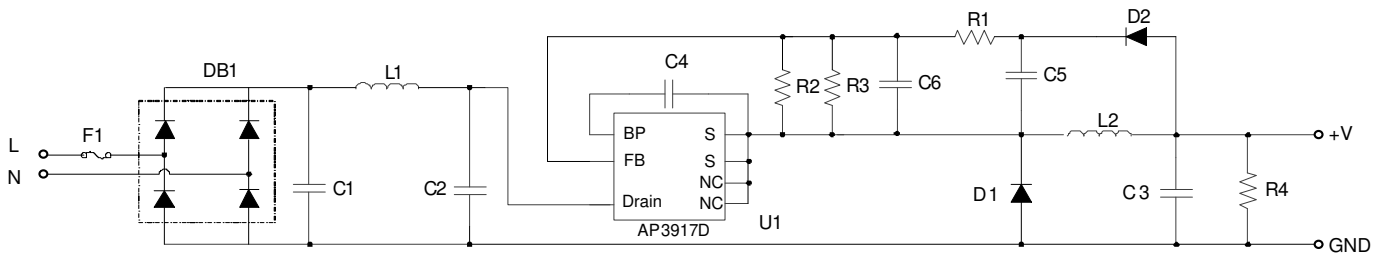 R1
D2
C4
DB1
L1
R2
R3
C6
C5
F1
BP
S
L2
+V
L
FB
S
N
NC
C1
C2
D1
C3
R4
Drain
NC
U1
AP3917D
GND